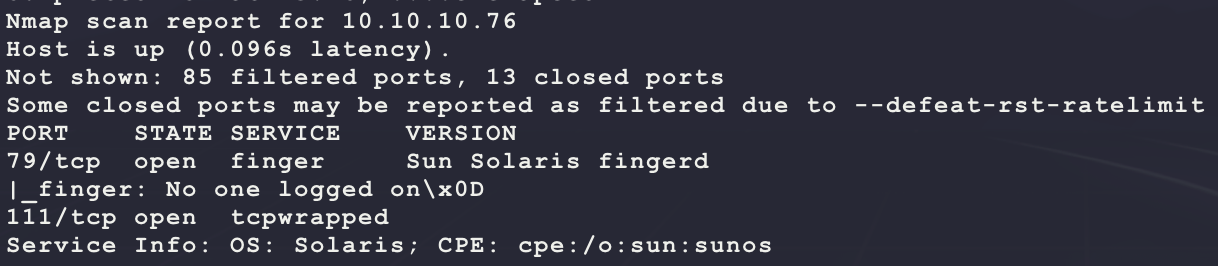 Nmap scan report for 10.10.10.76
Host is up (0.096s latency).
Not shown: 85 filtered ports, 13 closed ports
Some closed ports may be reported as filtered due to --defeat-rst-ratelimit
PORT    STATE SERVICE    VERSION
79/tcp  open  finger     Sun Solaris fingerd
|_finger: No one logged on\x0D
111/tcp open  tcpwrapped
Service Info: OS: Solaris; CPE: cpe:/o:sun:sunos